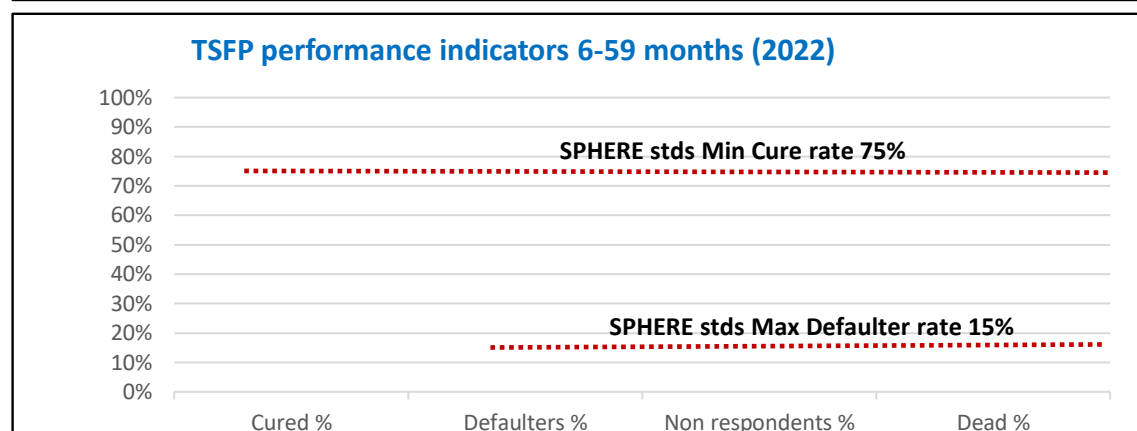 TSFP performance indicators 6-59 months (2022)
100%
90%
SPHERE stds Min Cure rate 75%
80%
70%
60%
50%
40%
30%
SPHERE stds Max Defaulter rate 15%
20%
10%
0%
Cured % Defaulters % Non respondents % Dead %